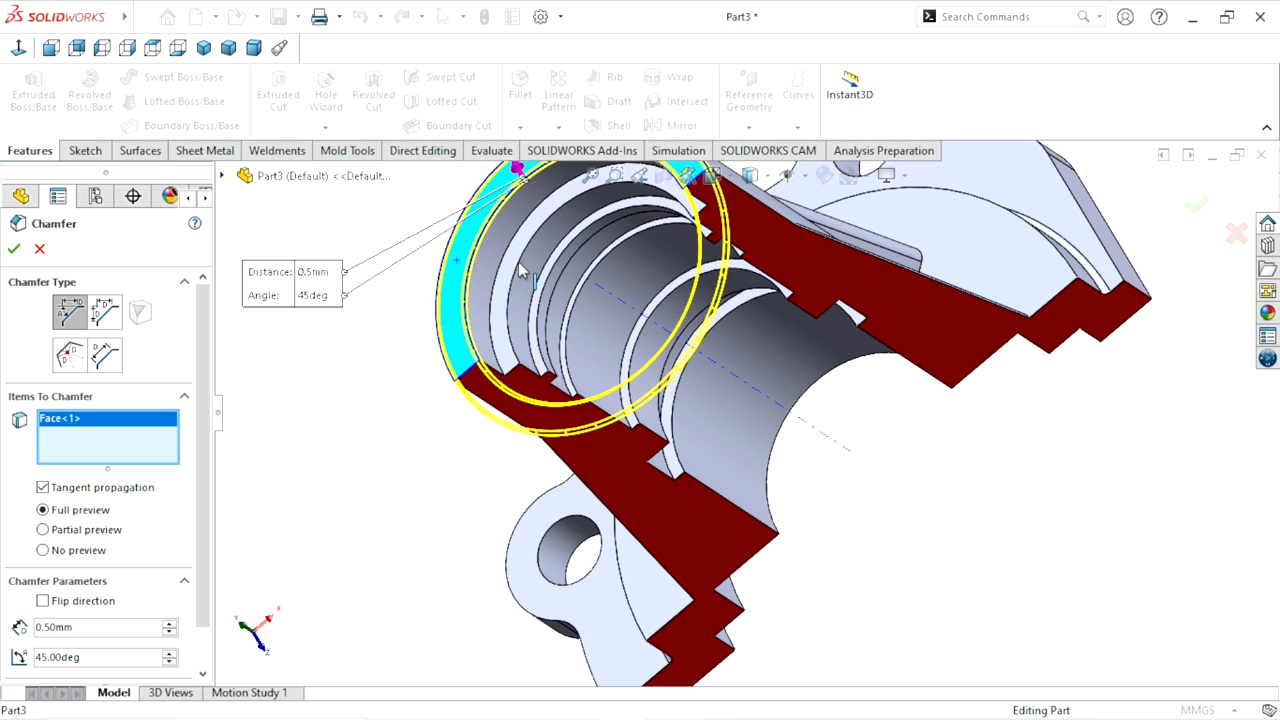 SOLIDWORKS
Part3 *
Search Commands
Extruded Boss/Base
Revolved Boss/Base
Swept Boss/Base
Lofted Boss/Base
Boundary Boss/Base
Extruded Cut
Hole Wizard
Revolved Cut
Swept Cut
Lofted Cut
Boundary Cut
Fillet
Linear Pattern
Rib
Draft
Shell
Wrap
Intersect
Mirror
Reference Geometry
Curves
Instant3D
Features
Sketch
Surfaces
Sheet Metal
Weldments
Mold Tools
Direct Editing
Evaluate
SOLIDWORKS Add-Ins
Simulation
SOLIDWORKS CAM
Analysis Preparation
Part3 (Default) <<Default...
Chamfer
Chamfer Type
Items To Chamfer
Face<1>
Tangent propagation
Full preview
Partial preview
No preview
Chamfer Parameters
Flip direction
0.50mm
45.00deg
Distance: 0.5mm
Angle: 45deg
Y
X
Z
Model
3D Views
Motion Study 1
Part3
Editing Part
MMGS